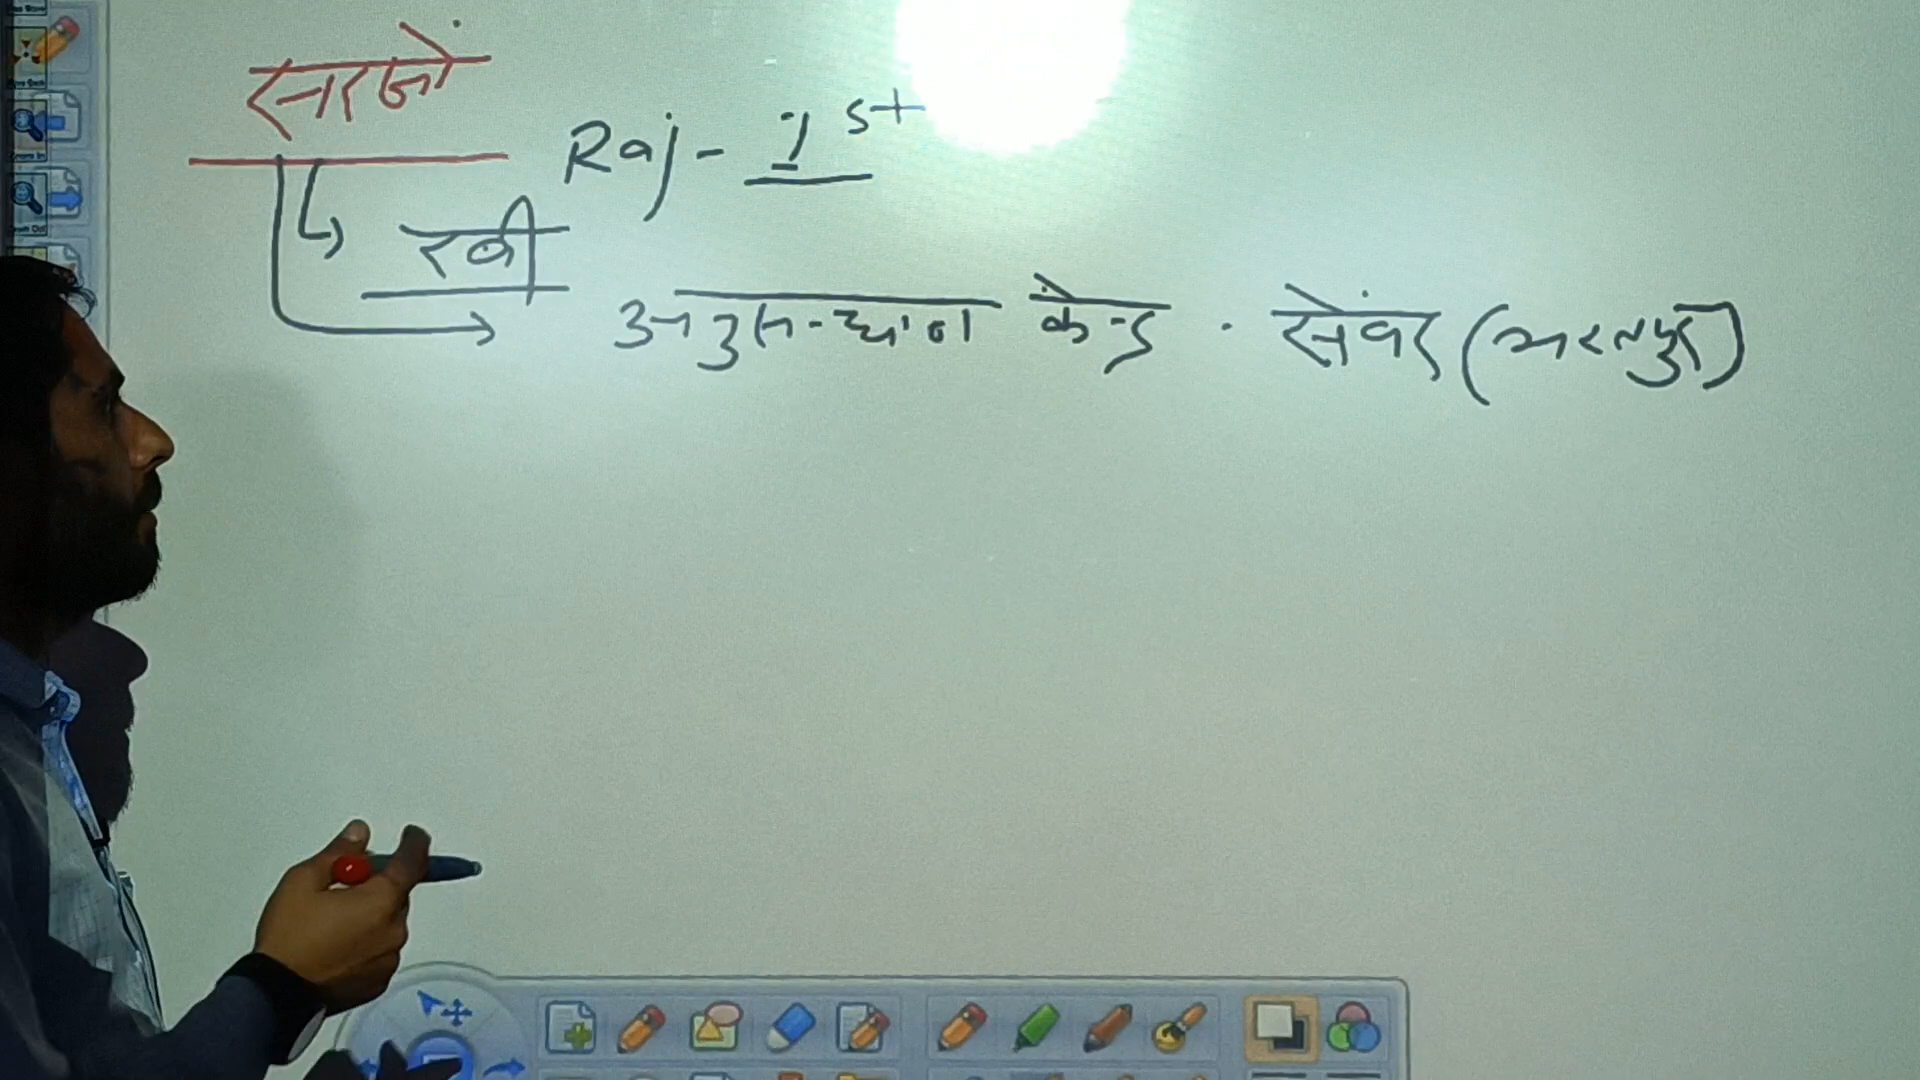 सरसों
Raj - 1st
रबी
अनुसन्धान केन्द्र · सेवर (भरतपुर)